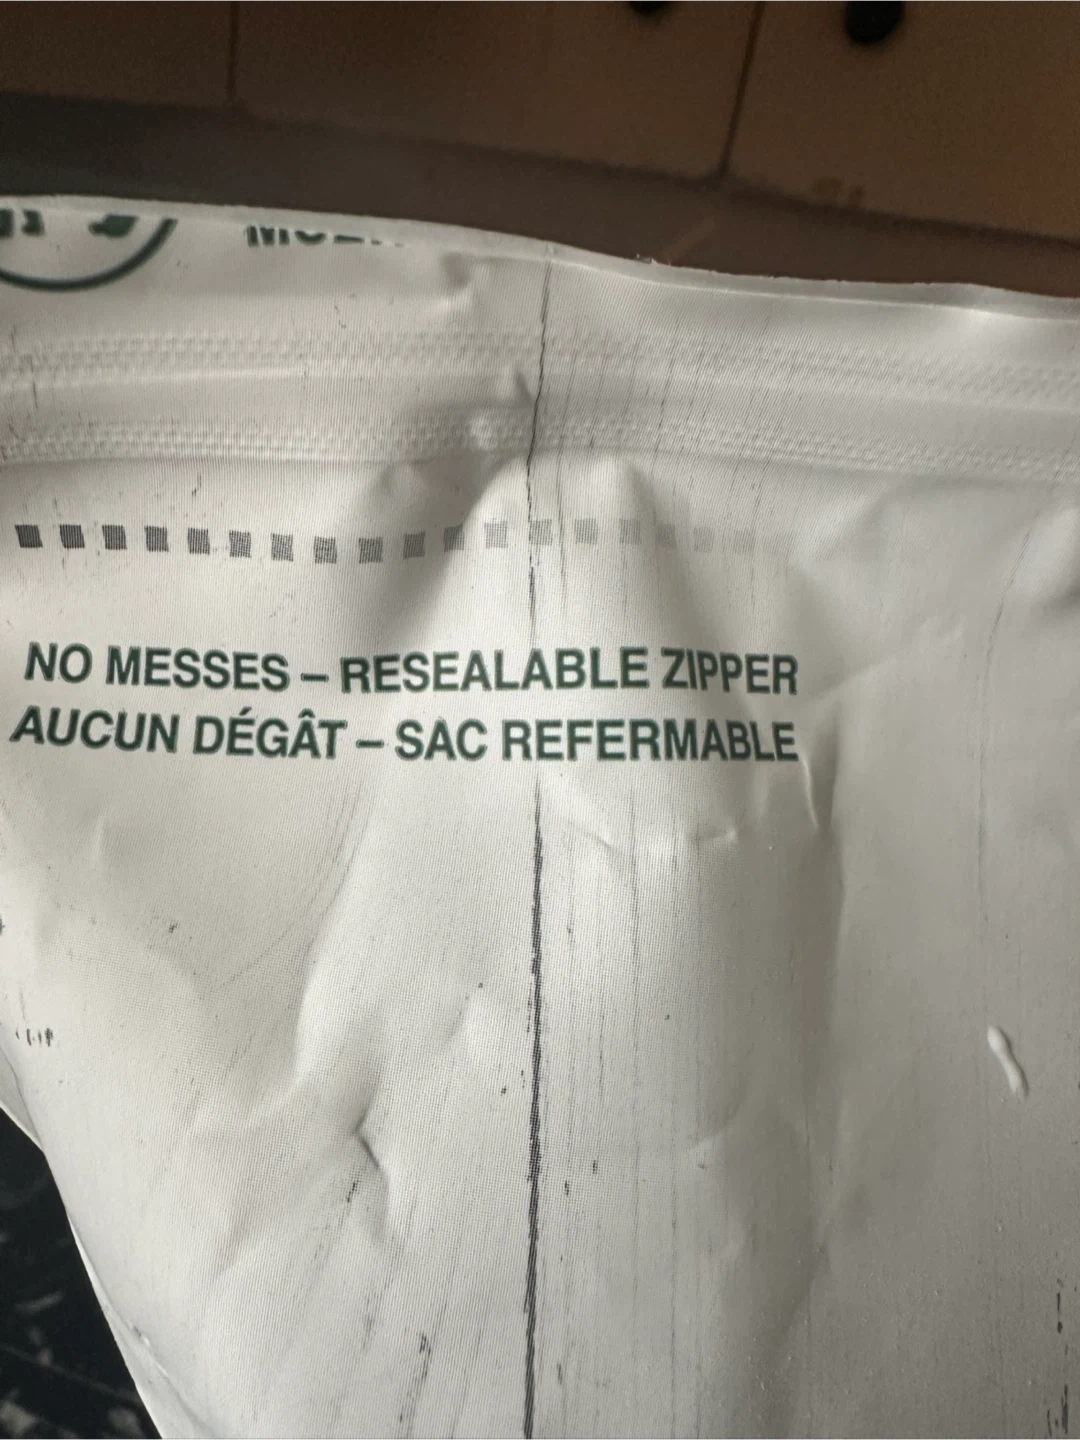 NO MESSES – RESEALABLE ZIPPER
AUCUN DÉGÂT – SAC REFERMABLE